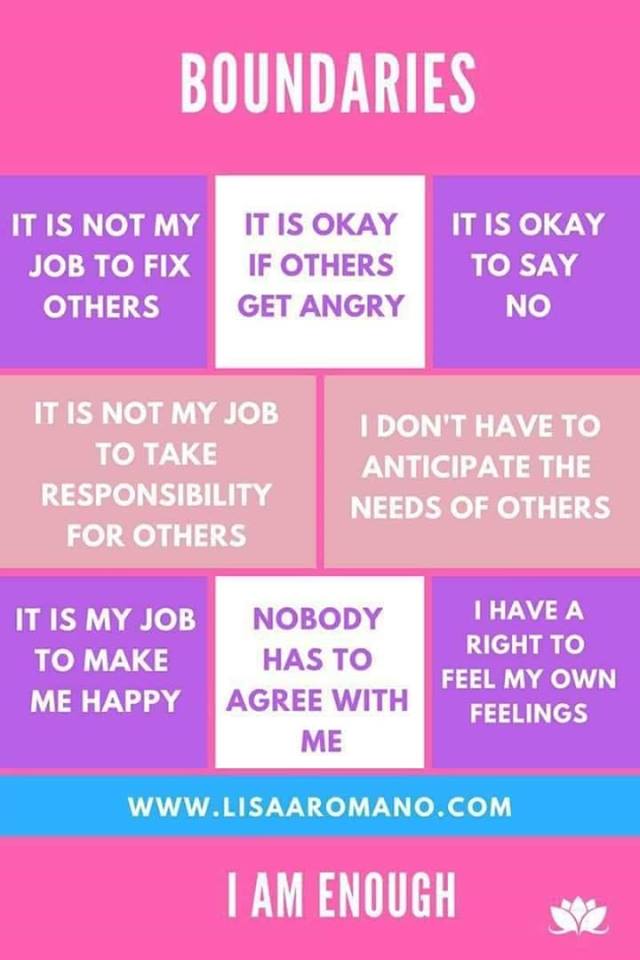 BOUNDARIES
IT IS NOT MY
JOB TO FIX
OTHERS
IT IS OKAY
IF OTHERS
GET ANGRY
IT IS OKAY
TO SAY
NO
IT IS NOT MY JOB
TO TAKE
RESPONSIBILITY
FOR OTHERS
I DON'T HAVE TO
ANTICIPATE THE
NEEDS OF OTHERS
IT IS MY JOB
TO MAKE
ME HAPPY
NOBODY
HAS TO
AGREE WITH
ME
I HAVE A
RIGHT TO
FEEL MY OWN
FEELINGS
WWW.LISAAROMANO.COM
I AM ENOUGH